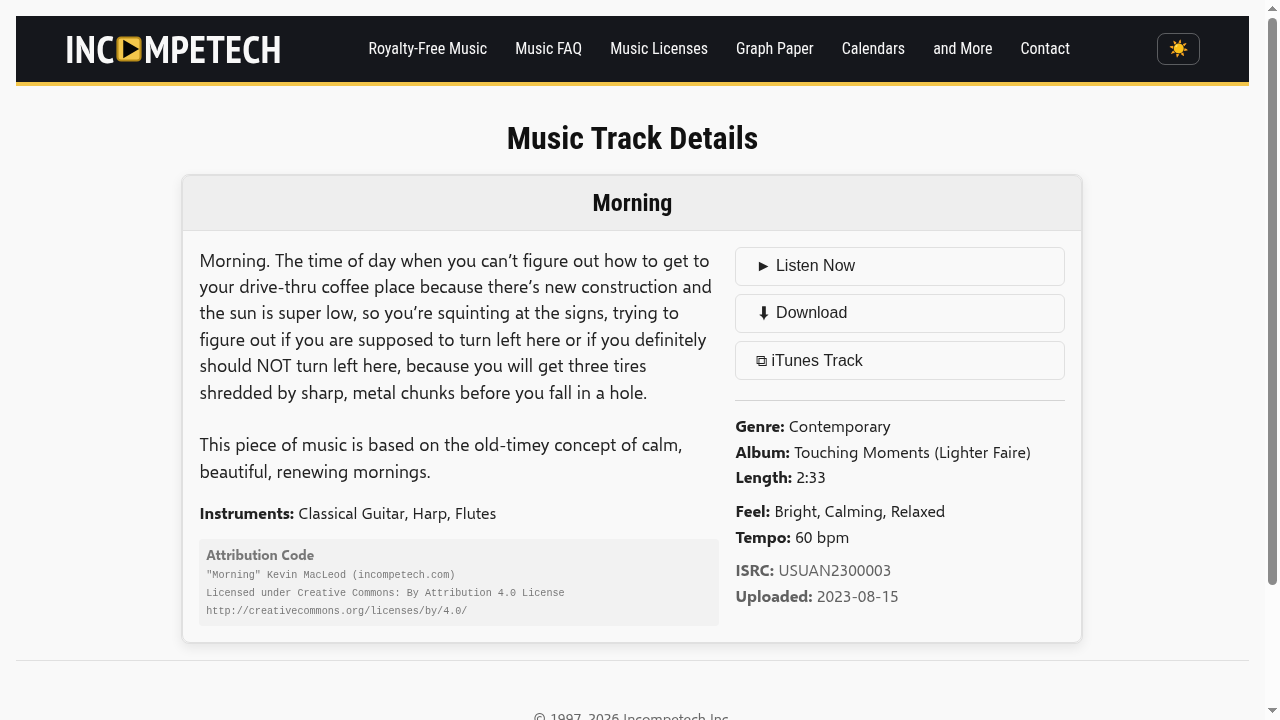 INCOMPETECH
Royalty-Free Music
Music FAQ
Music Licenses
Graph Paper
Calendars
and More
Contact
Music Track Details
Morning
Morning. The time of day when you can’t figure out how to get to
your drive-thru coffee place because there’s new construction and
the sun is super low, so you’re squinting at the signs, trying to
figure out if you are supposed to turn left here or if you definitely
should NOT turn left here, because you will get three tires
shredded by sharp, metal chunks before you fall in a hole.
This piece of music is based on the old-timey concept of calm,
beautiful, renewing mornings.
Instruments: Classical Guitar, Harp, Flutes
Attribution Code
"Morning" Kevin MacLeod (incompetech.com)
Licensed under Creative Commons: By Attribution 4.0 License
http://creativecommons.org/licenses/by/4.0/
► Listen Now
⬇ Download
⧉ iTunes Track
Genre: Contemporary
Album: Touching Moments (Lighter Faire)
Length: 2:33
Feel: Bright, Calming, Relaxed
Tempo: 60 bpm
ISRC: USUAN2300003
Uploaded: 2023-08-15
© 1997-2026 Incompetech Inc.